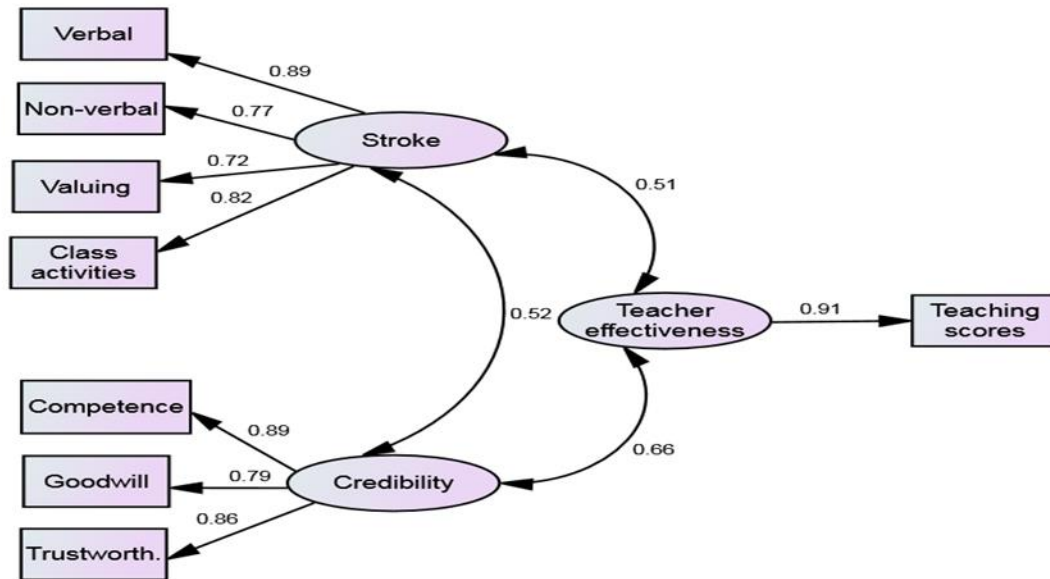 Verbal
0.89
Non-verbal
0.77
Stroke
Valuing
0.72
0.51
0.82
Class
activities
0.52
Teacher
effectiveness
0.91
Teaching
scores
Competence
0.89
0.66
Goodwill
0.79
Credibility
0.86
Trustworth.